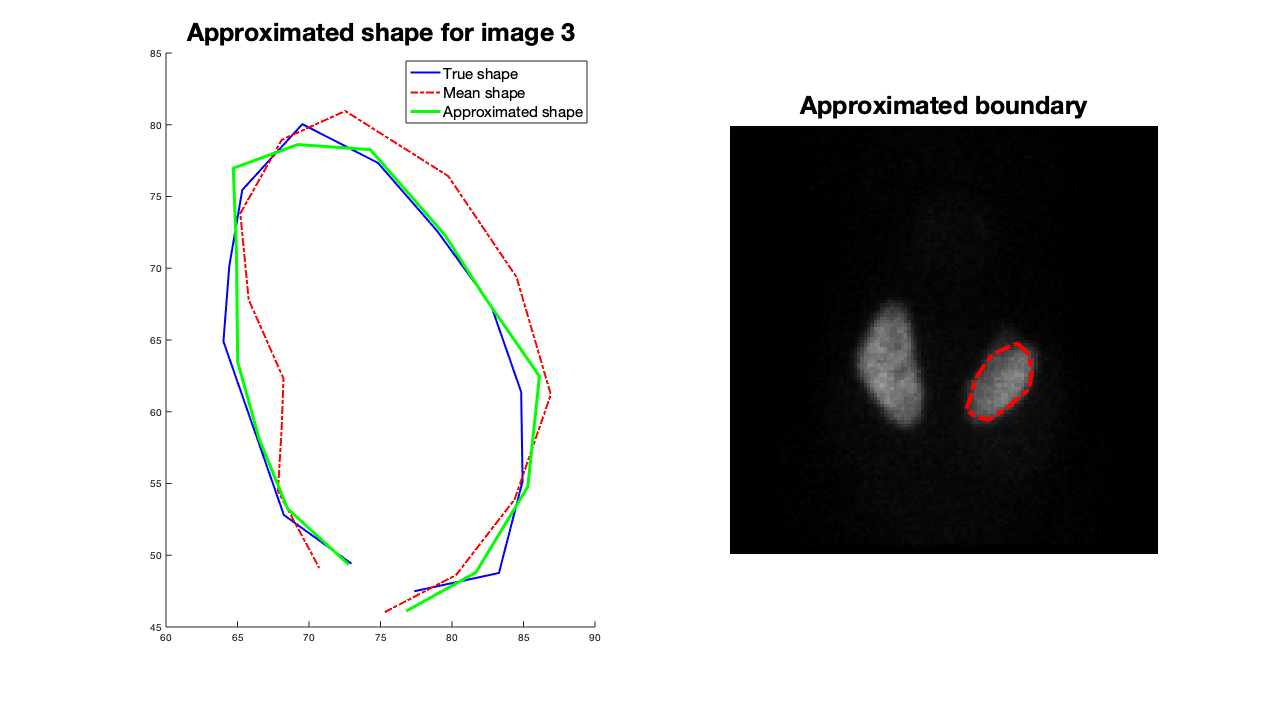 Approximated shape for image 3
85
80
75
70
65
60
55
50
45
60 65 70 75 80 85 90
True shape
Mean shape
Approximated shape
Approximated boundary